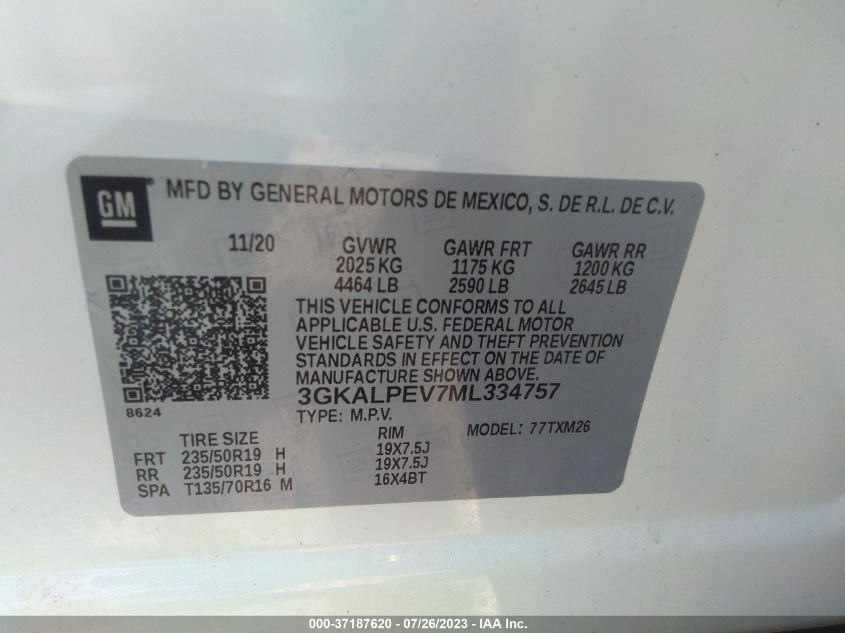 GM MFD BY GENERAL MOTORS DE MEXICO, S. DE R.L. DE C.V.
11/20 GVWR GAWR FRT GAWR RR
2025 KG 1175 KG 1200 KG
4464 LB 2590 LB 2645 LB
THIS VEHICLE CONFORMS TO ALL
APPLICABLE U.S. FEDERAL MOTOR
VEHICLE SAFETY AND THEFT PREVENTION
STANDARDS IN EFFECT ON THE DATE OF
MANUFACTURE SHOWN ABOVE.
3GKALPEV7ML334757
8624
TYPE: M.P.V.
TIRE SIZE RIM MODEL: 77TXM26
FRT 235/50R19 H 19X7.5J
RR 235/50R19 H 19X7.5J
SPA T135/70R16 M 16X4BT
000-37187620 / 07/26/2023 - IAA Inc.